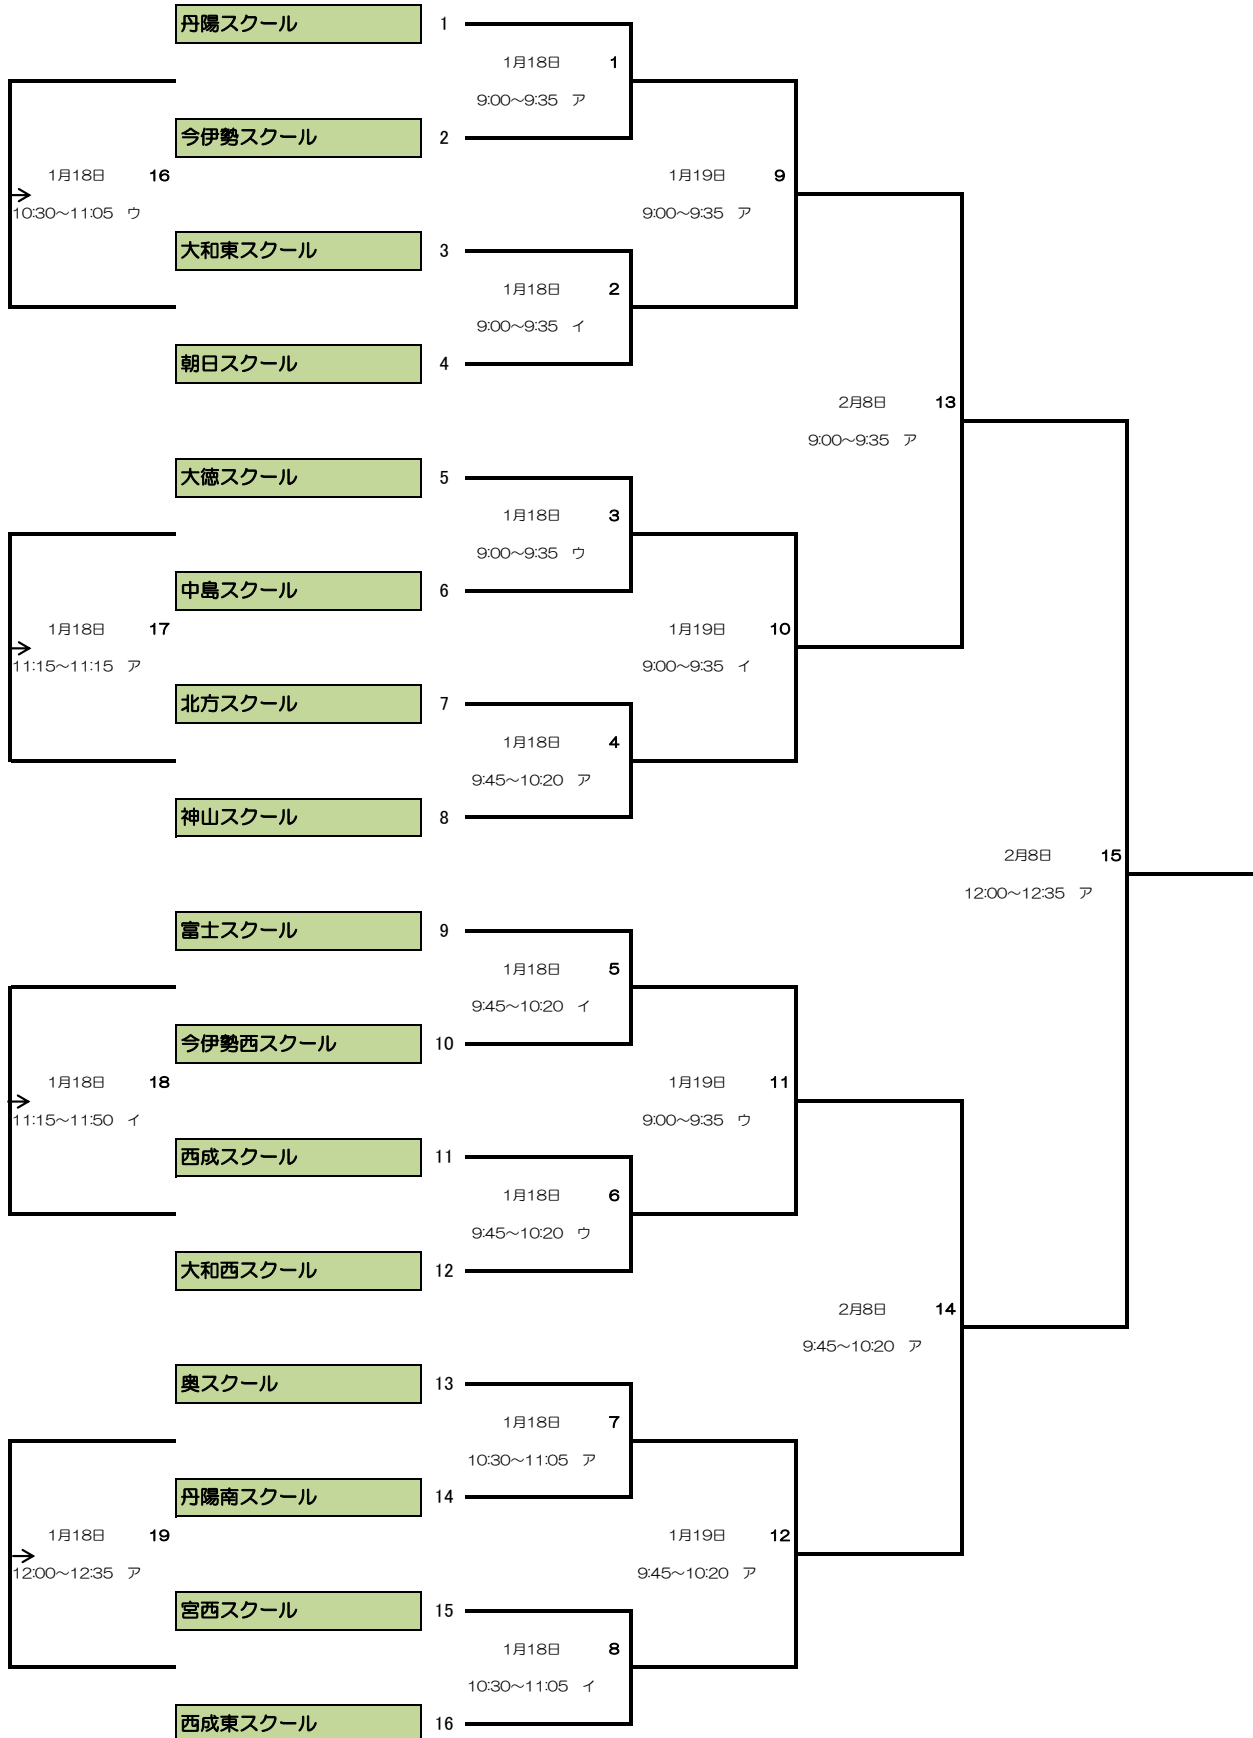 丹陽スクール 1
1月18日 1
9:00～9:35 ア
今伊勢スクール 2
1月18日 16
1月19日 9
10:30～11:05 ウ
9:00～9:35 ア
大和東スクール 3
1月18日 2
9:00～9:35 イ
朝日スクール 4
2月8日 13
9:00～9:35 ア
大徳スクール 5
1月18日 3
9:00～9:35 ウ
中島スクール 6
1月18日 17
1月19日 10
11:15～11:15 ア
9:00～9:35 イ
北方スクール 7
1月18日 4
9:45～10:20 ア
神山スクール 8
2月8日 15
12:00～12:35 ア
富士スクール 9
1月18日 5
9:45～10:20 イ
今伊勢西スクール 10
1月18日 18
1月19日 11
11:15～11:50 イ
9:00～9:35 ウ
西成スクール 11
1月18日 6
9:45～10:20 ウ
大和西スクール 12
2月8日 14
9:45～10:20 ア
奥スクール 13
1月18日 7
10:30～11:05 ア
丹陽南スクール 14
1月18日 19
1月19日 12
12:00～12:35 ア
9:45～10:20 ア
宮西スクール 15
1月18日 8
10:30～11:05 イ
西成東スクール 16